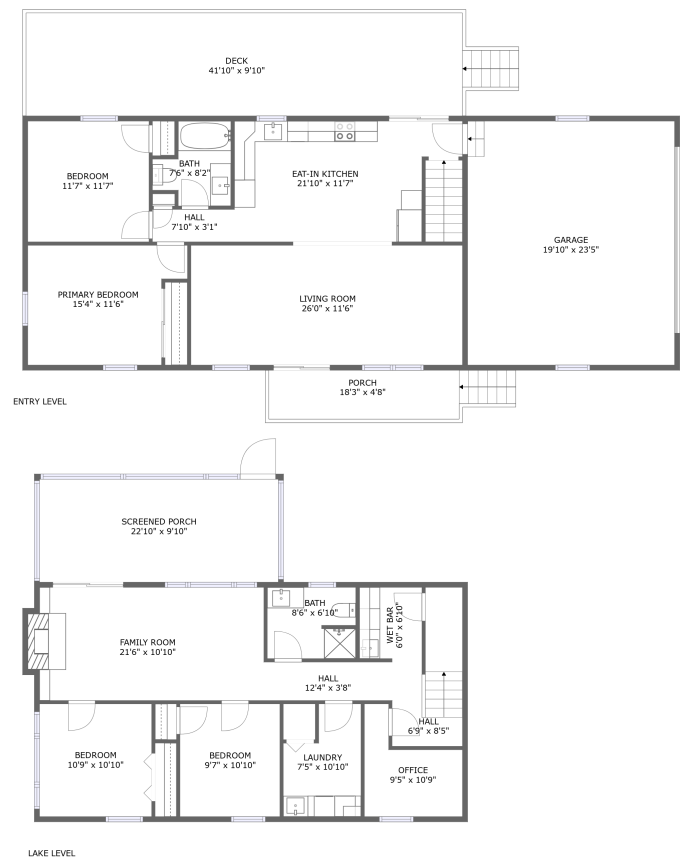 DECK
41'10" x 9'10"
BEDROOM
11'7" x 11'7"
BATH
7'6" x 8'2"
EAT-IN KITCHEN
21'10" x 11'7"
HALL
7'10" x 3'1"
GARAGE
19'10" x 23'5"
PRIMARY BEDROOM
15'4" x 11'6"
LIVING ROOM
26'0" x 11'6"
PORCH
18'3" x 4'8"
ENTRY LEVEL
SCREENED PORCH
22'10" x 9'10"
BATH
8'6" x 6'10"
WET BAR
6'0" x 6'10"
FAMILY ROOM
21'6" x 10'10"
HALL
12'4" x 3'8"
HALL
6'9" x 8'5"
BEDROOM
10'9" x 10'10"
BEDROOM
9'7" x 10'10"
LAUNDRY
7'5" x 10'10"
OFFICE
9'5" x 10'9"
LAKE LEVEL